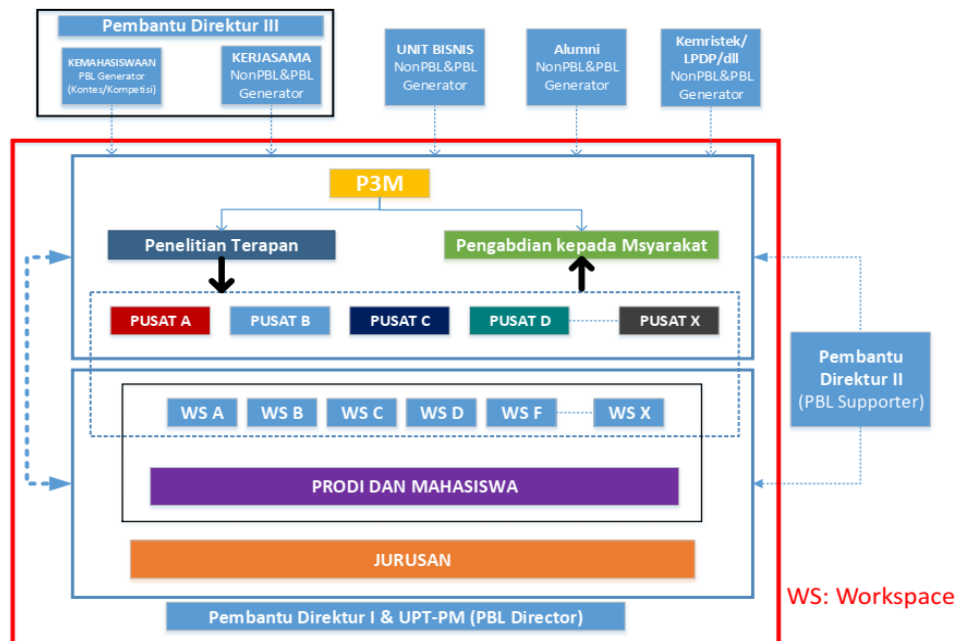 Pembantu Direktur III
KEMAHASISWAAN
PBL Generator
(Kontes/Kompetisi)
KERJASAMA
NonPBL&PBL
Generator
UNIT BISNIS
NonPBL&PBL
Generator
Alumni
NonPBL&PBL
Generator
Kemristek/
LPDP/dll
NonPBL&PBL
Generator
P3M
Penelitian Terapan
Pengabdian kepada Msyarakat
PUSAT A
PUSAT B
PUSAT C
PUSAT D
PUSAT X
Pembantu
Direktur II
(PBL Supporter)
WS A
WS B
WS C
WS D
WS F
WS X
PRODI DAN MAHASISWA
JURUSAN
WS: Workspace
Pembantu Direktur I & UPT-PM (PBL Director)